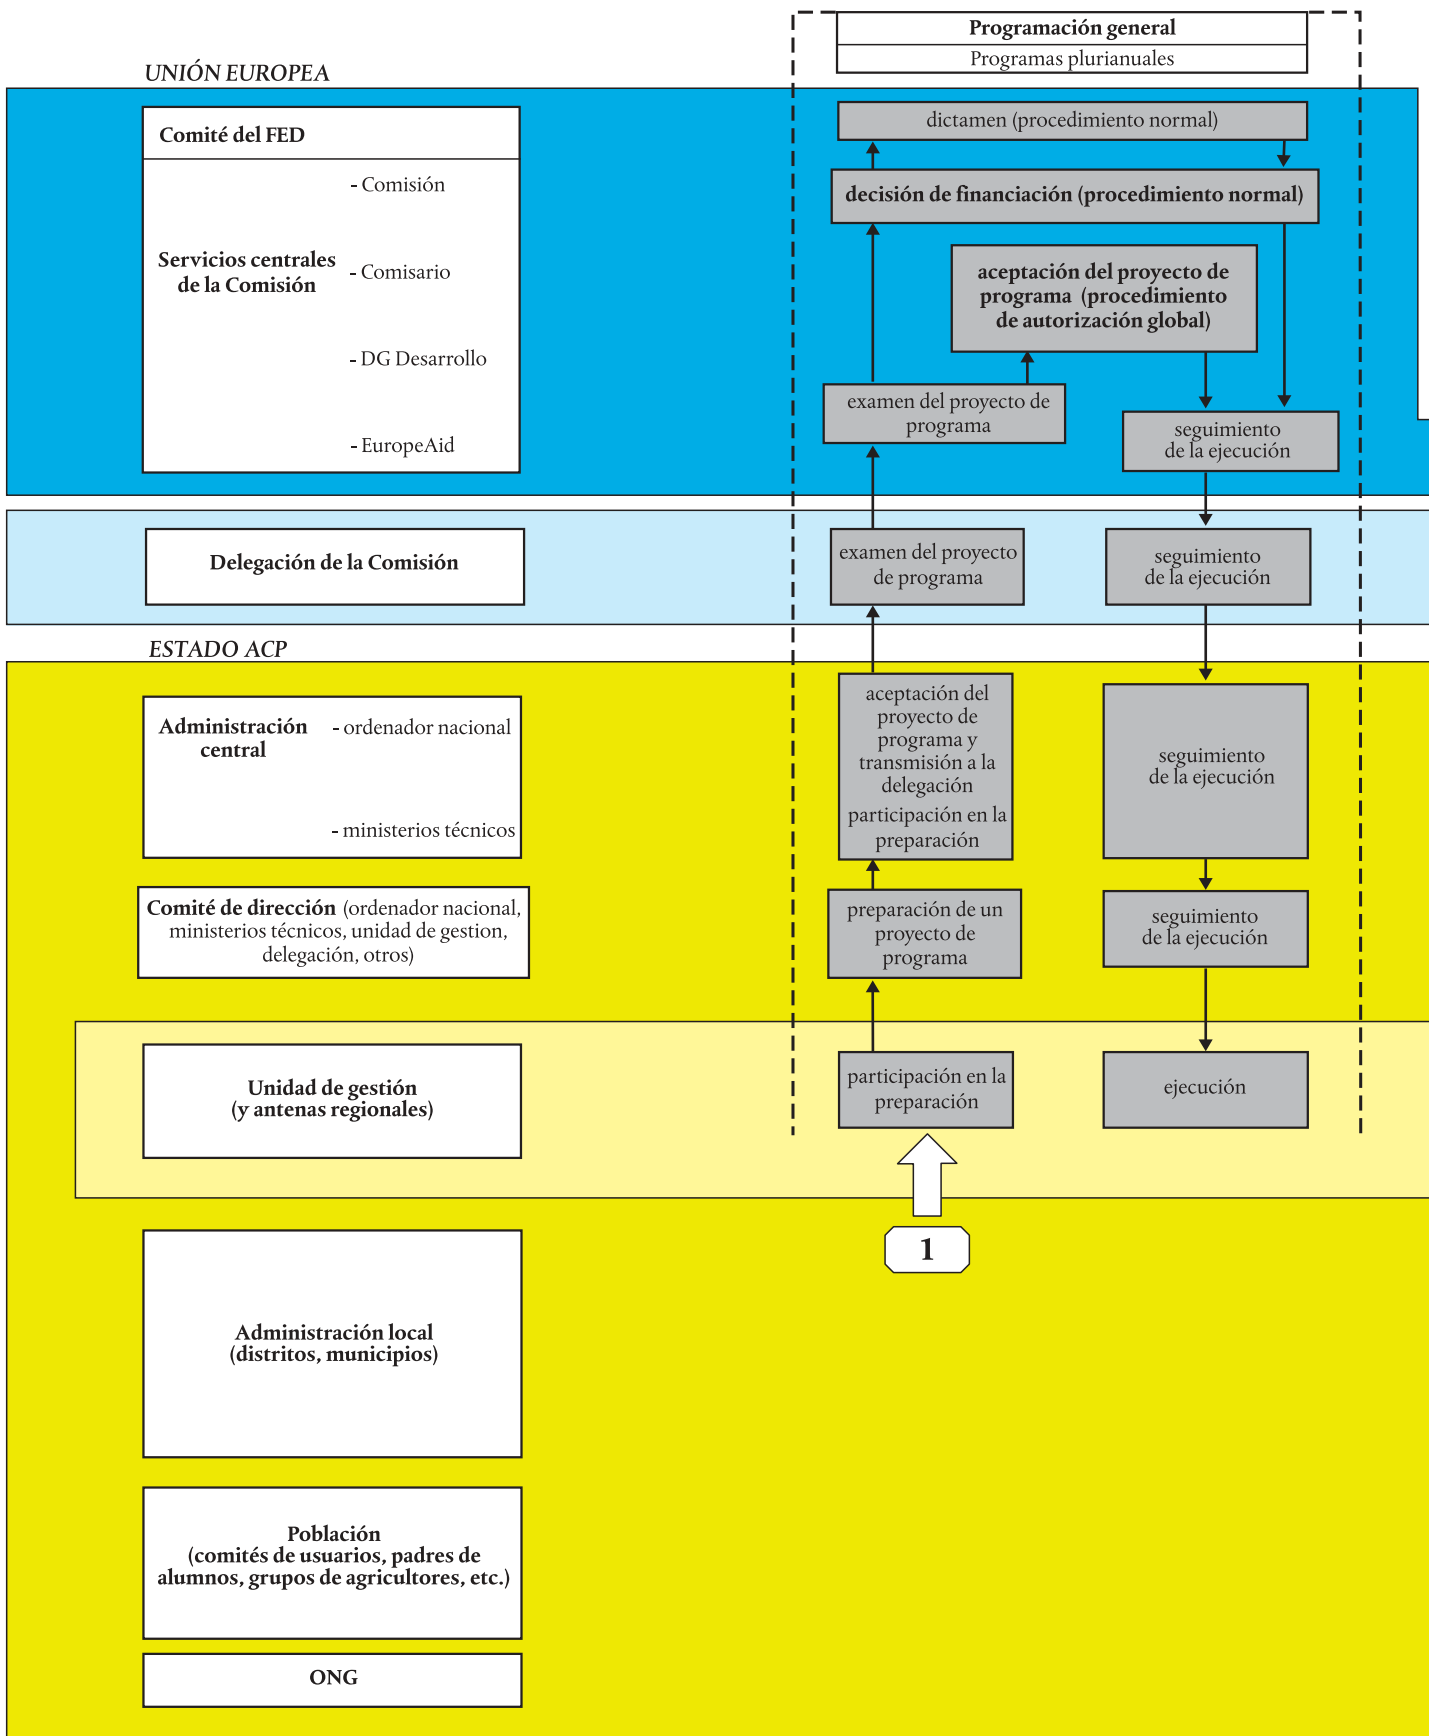 Programación general
Programas plurianuales
UNIÓN EUROPEA
Comité del FED
Servicios centrales
de la Comisión
- Comisión
- Comisario
- DG Desarrollo
- EuropeAid
dictamen (procedimiento normal)
decisión de financiación (procedimiento normal)
aceptación del proyecto de
programa (procedimiento
de autorización global)
examen del proyecto de
programa
seguimiento
de la ejecución
Delegación de la Comisión
examen del proyecto
de programa
seguimiento
de la ejecución
ESTADO ACP
Administración
central
- ordenador nacional
- ministerios técnicos
aceptación del
proyecto de
programa y
transmisión a la
delegación
participación en la
preparación
seguimiento
de la ejecución
Comité de dirección (ordenador nacional,
ministerios técnicos, unidad de gestion,
delegación, otros)
preparación de un
proyecto de
programa
seguimiento
de la ejecución
Unidad de gestión
(y antenas regionales)
participación en la
preparación
ejecución
1
Administración local
(distritos, municipios)
Población
(comités de usuarios, padres de
alumnos, grupos de agricultores, etc.)
ONG